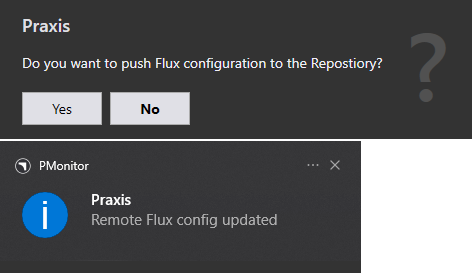 Praxis
Do you want to push Flux configuration to the Repostiory?
Yes
No
PMonitor
Praxis
Remote Flux config updated